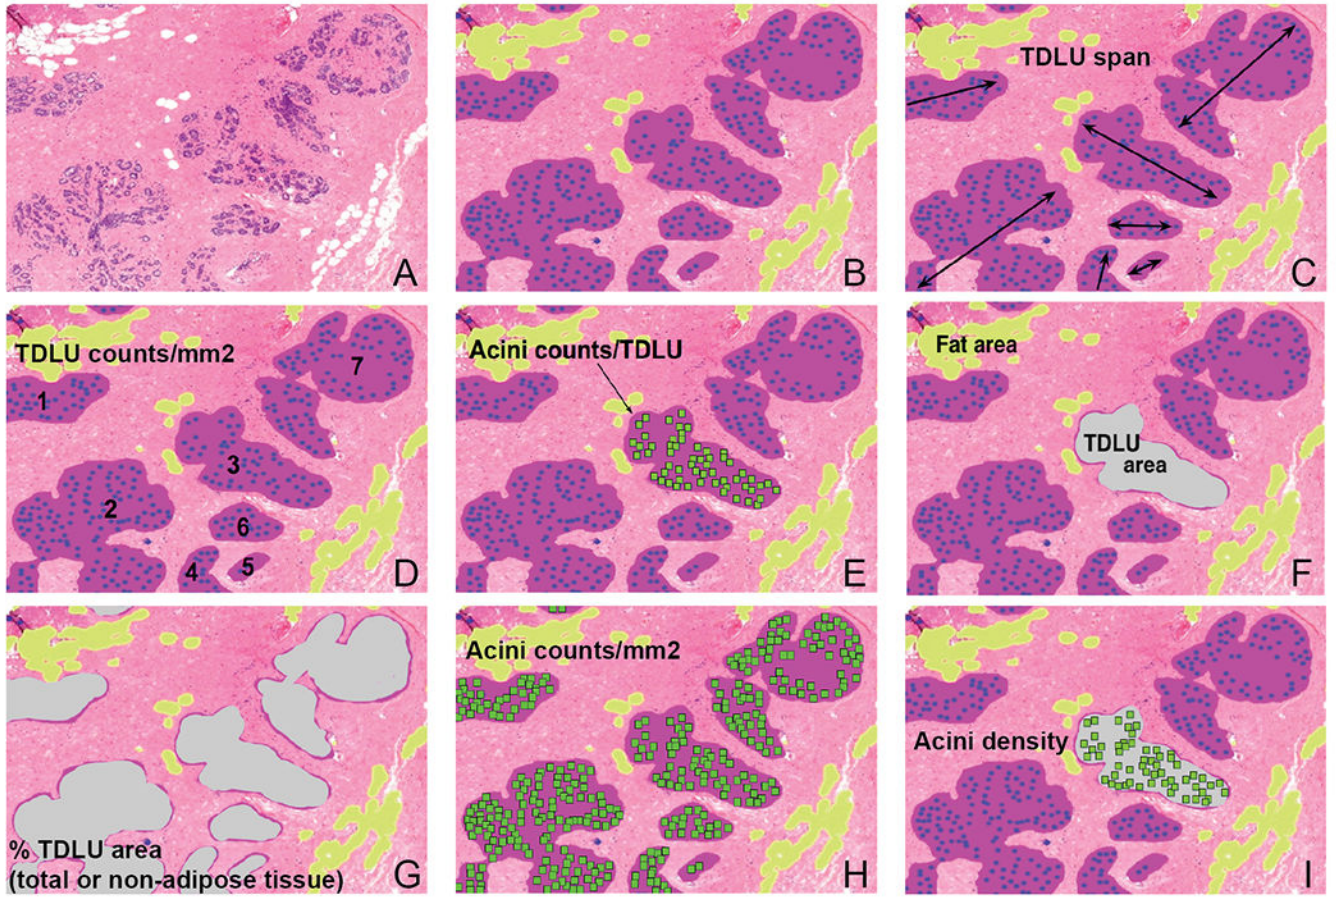 A
B
TDLU span
C
TDLU counts/mm2
1
7
3
2
6
4
5
D
Acini counts/TDLU
E
Fat area
TDLU
area
F
% TDLU area
(total or non-adipose tissue)
G
Acini counts/mm2
H
Acini density
I